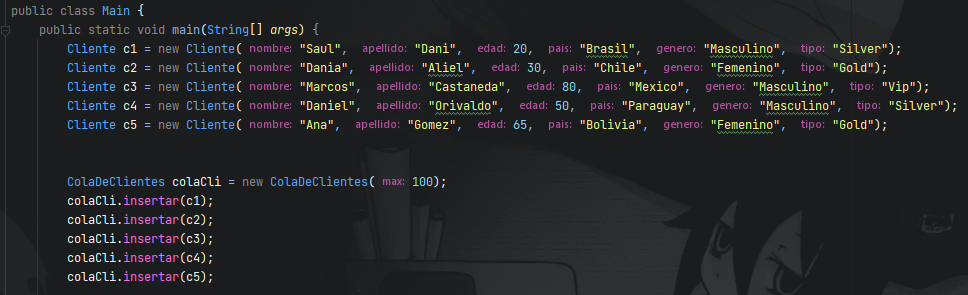 public class Main {
public static void main(String[] args) {
Cliente c1 = new Cliente( nombre: "Saul", apellido: "Dani", edad: 20, pais: "Brasil", genero: "Masculino", tipo: "Silver");
Cliente c2 = new Cliente( nombre: "Dania", apellido: "Aliel", edad: 30, pais: "Chile", genero: "Femenino", tipo: "Gold");
Cliente c3 = new Cliente( nombre: "Marcos", apellido: "Castaneda", edad: 80, pais: "Mexico", genero: "Masculino", tipo: "Vip");
Cliente c4 = new Cliente( nombre: "Daniel", apellido: "Orivaldo", edad: 50, pais: "Paraguay", genero: "Masculino", tipo: "Silver");
Cliente c5 = new Cliente( nombre: "Ana", apellido: "Gomez", edad: 65, pais: "Bolivia", genero: "Femenino", tipo: "Gold");
ColaDeClientes colaCli = new ColaDeClientes( max: 100);
colaCli.insertar(c1);
colaCli.insertar(c2);
colaCli.insertar(c3);
colaCli.insertar(c4);
colaCli.insertar(c5);